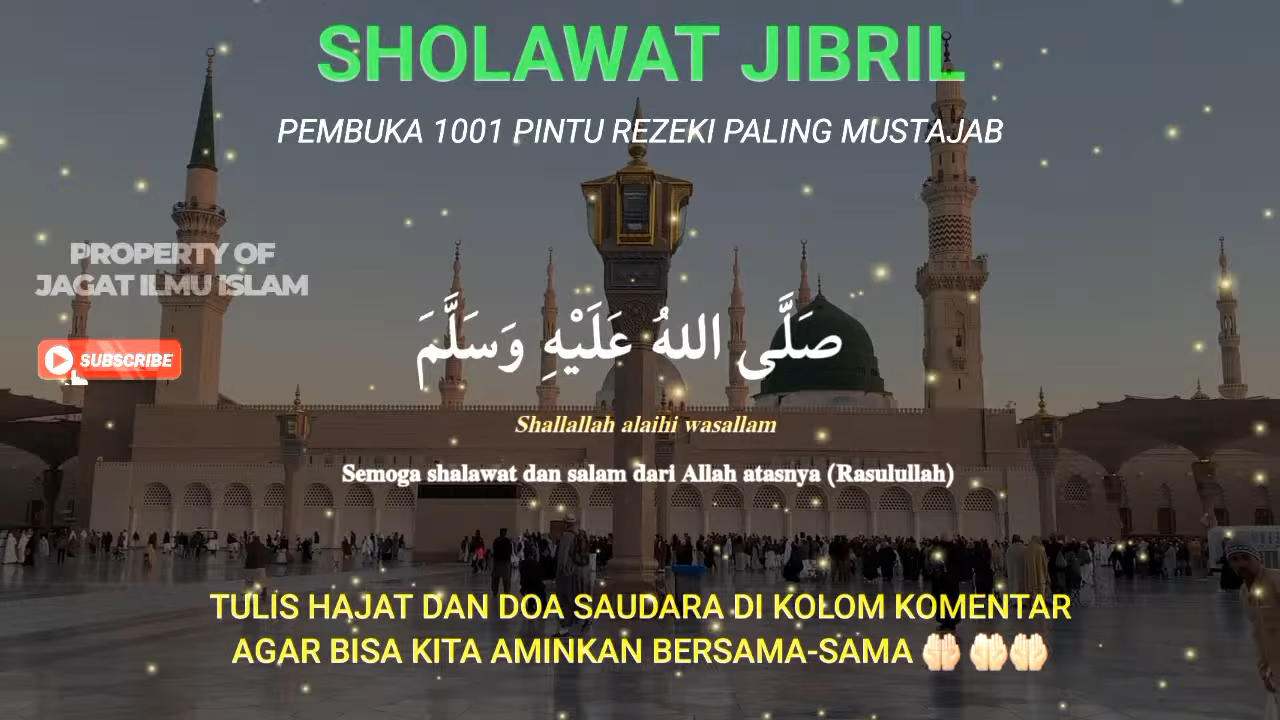 SHOLAWAT JIBRIL
PEMBUKA 1001 PINTU REZEKI PALING MUSTAJAB
PROPERTY OF
JAGAT ILMU ISLAM
صَلَّى اللهُ عَلَيْهِ وَسَلَّمَ
SUBSCRIBE
Shallallah alaihi wasallam
Semoga shalawat dan salam dari Allah atasnya (Rasulullah)
TULIS HAJAT DAN DOA SAUDARA DI KOLOM KOMENTAR
AGAR BISA KITA AMINKAN BERSAMA-SAMA 🤲🏻 🤲🏻🤲🏻